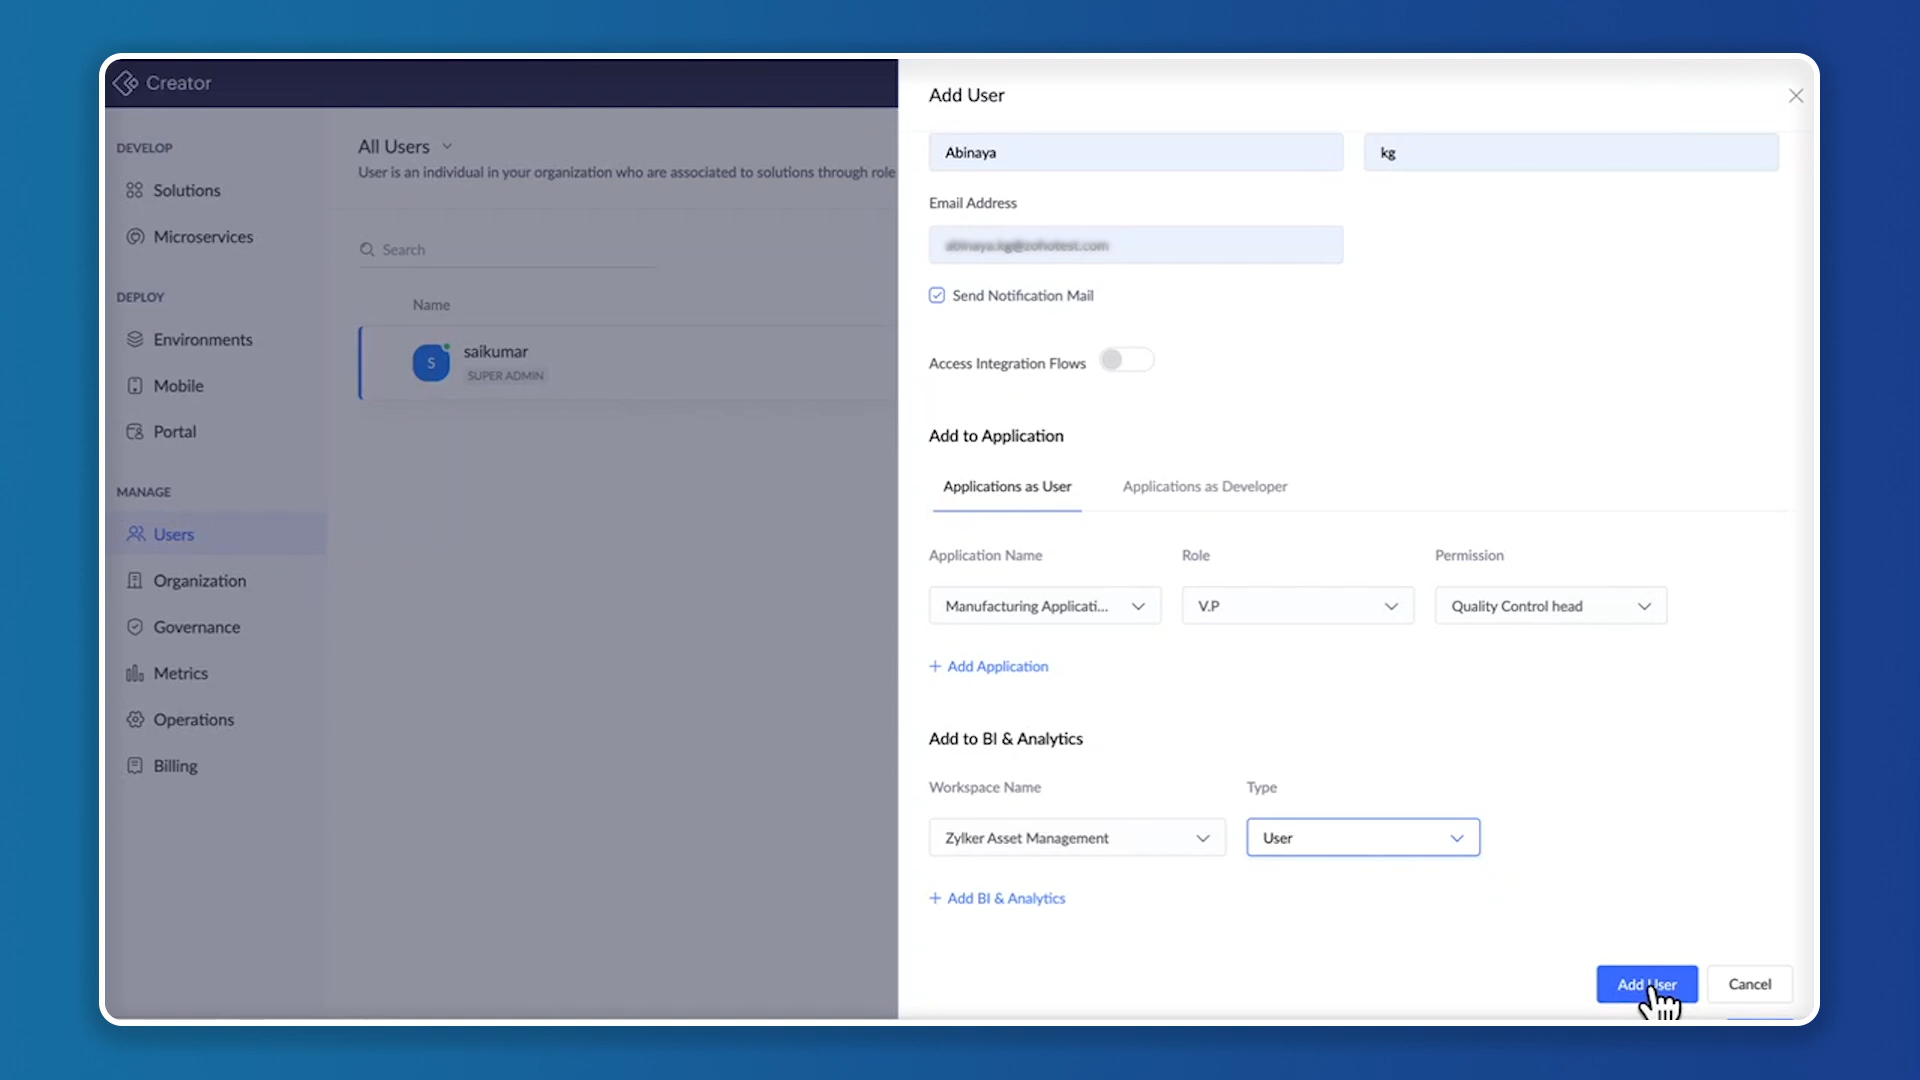 Creator
DEVELOP
Solutions
Microservices
DEPLOY
Environments
Mobile
Portal
MANAGE
Users
Organization
Governance
Metrics
Operations
Billing
All Users
User is an individual in your organization who are associated to solutions through role
Search
Name
S
saikumar
SUPER ADMIN
Add User
Abinaya
kg
Email Address
Send Notification Mail
Access Integration Flows
Add to Application
Applications as User
Applications as Developer
Application Name
Role
Permission
Manufacturing Applicati...
V.P
Quality Control head
+ Add Application
Add to BI & Analytics
Workspace Name
Type
Zylker Asset Management
User
+ Add BI & Analytics
Add User
Cancel